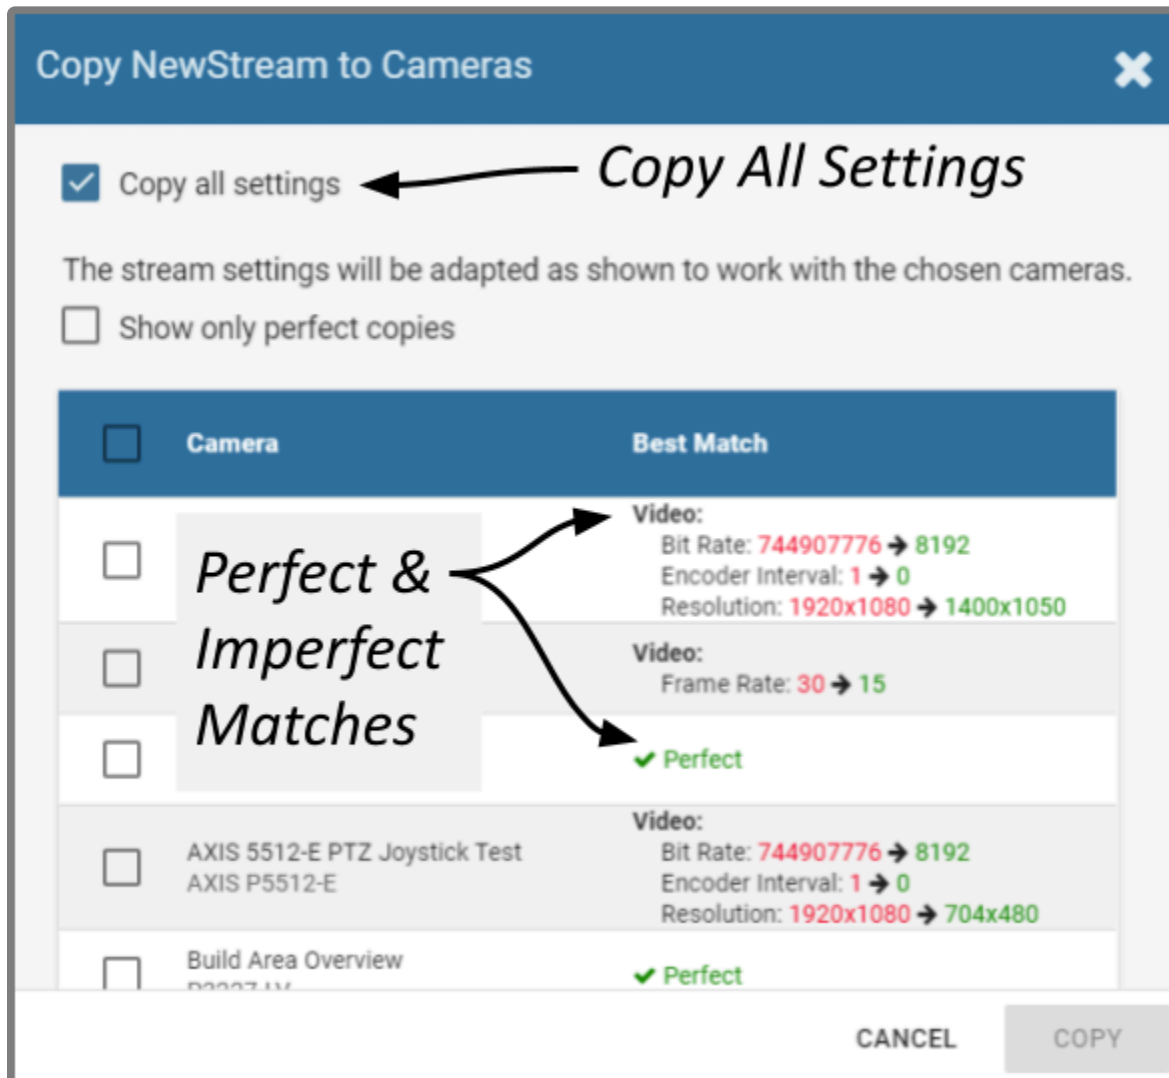 Copy NewStream to Cameras
Copy all settings
Copy All Settings
The stream settings will be adapted as shown to work with the chosen cameras.
Show only perfect copies
Camera Best Match
Perfect &
Imperfect
Matches
Video:
Bit Rate: 744907776 → 8192
Encoder Interval: 1 → 0
Resolution: 1920x1080 → 1400x1050
Video:
Frame Rate: 30 → 15
✔ Perfect
AXIS 5512-E PTZ Joystick Test
AXIS P5512-E
Video:
Bit Rate: 744907776 → 8192
Encoder Interval: 1 → 0
Resolution: 1920x1080 → 704x480
Build Area Overview
✔ Perfect
CANCEL COPY